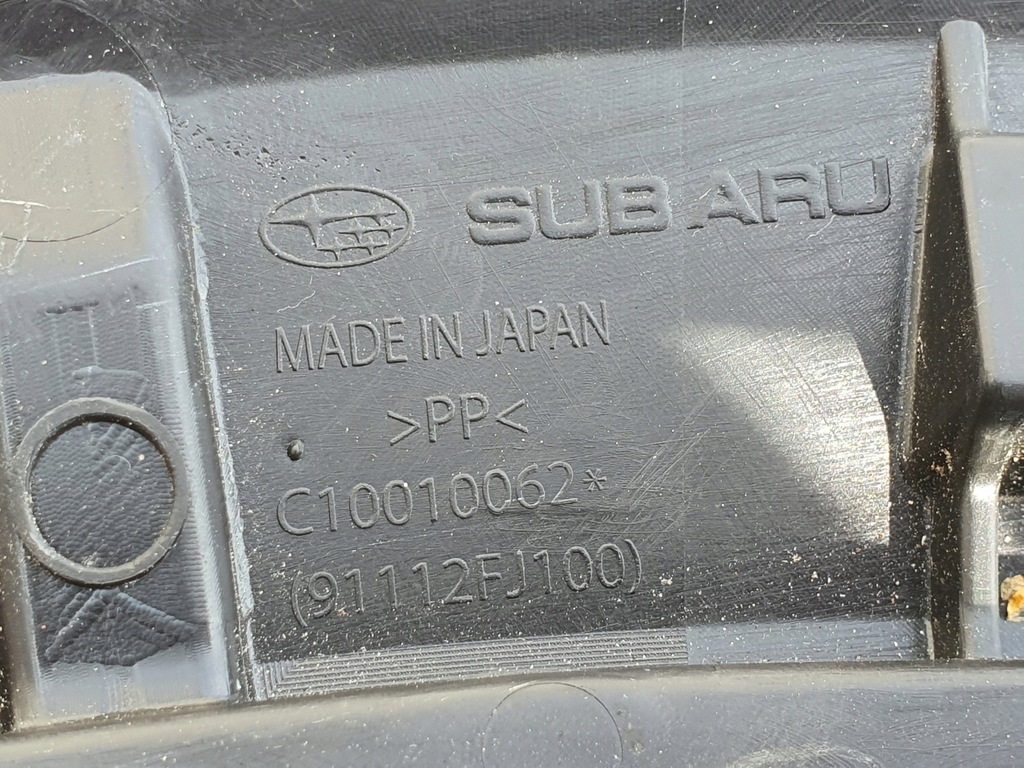 SUBARU
MADE IN JAPAN
>PP<
C10010062*
(91112FJ100)